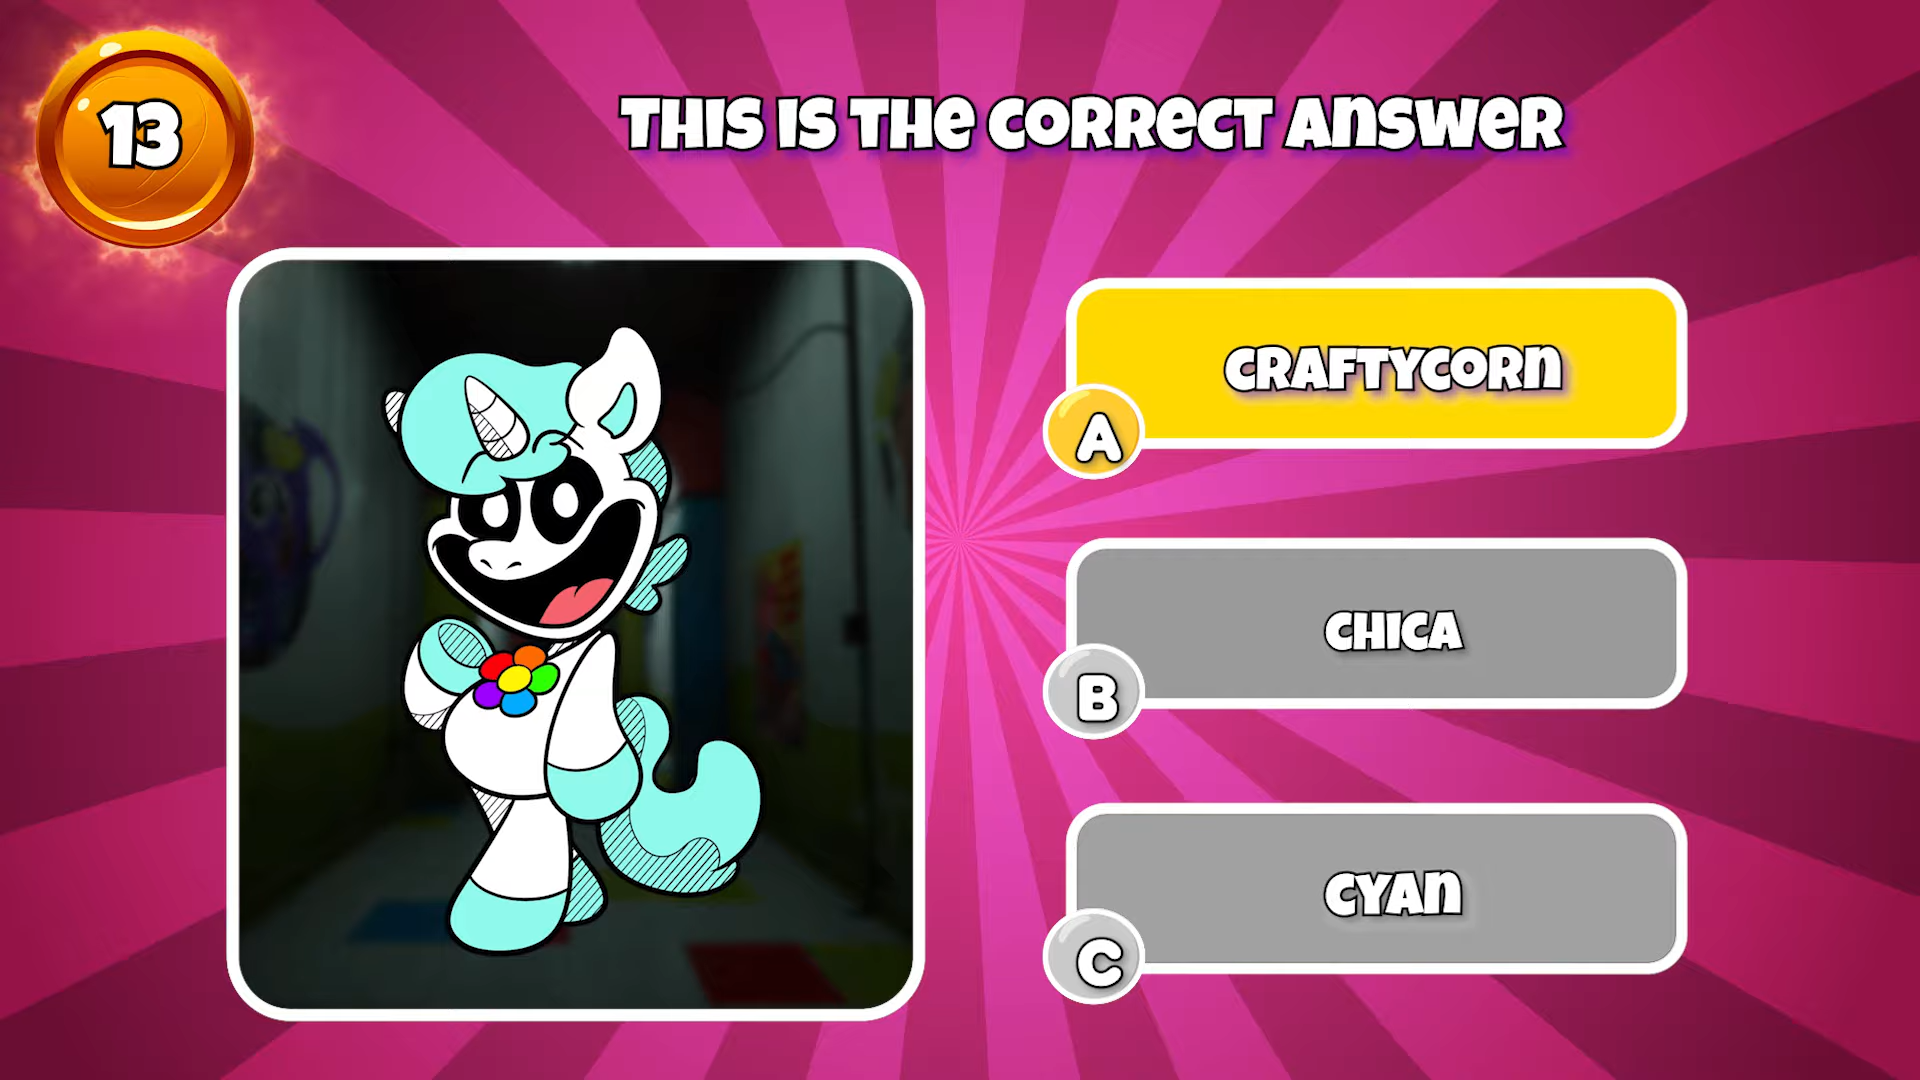 13
THIS IS THE CORRECT ANSWER
CRAFTYCORN
A
CHICA
B
CYAN
C